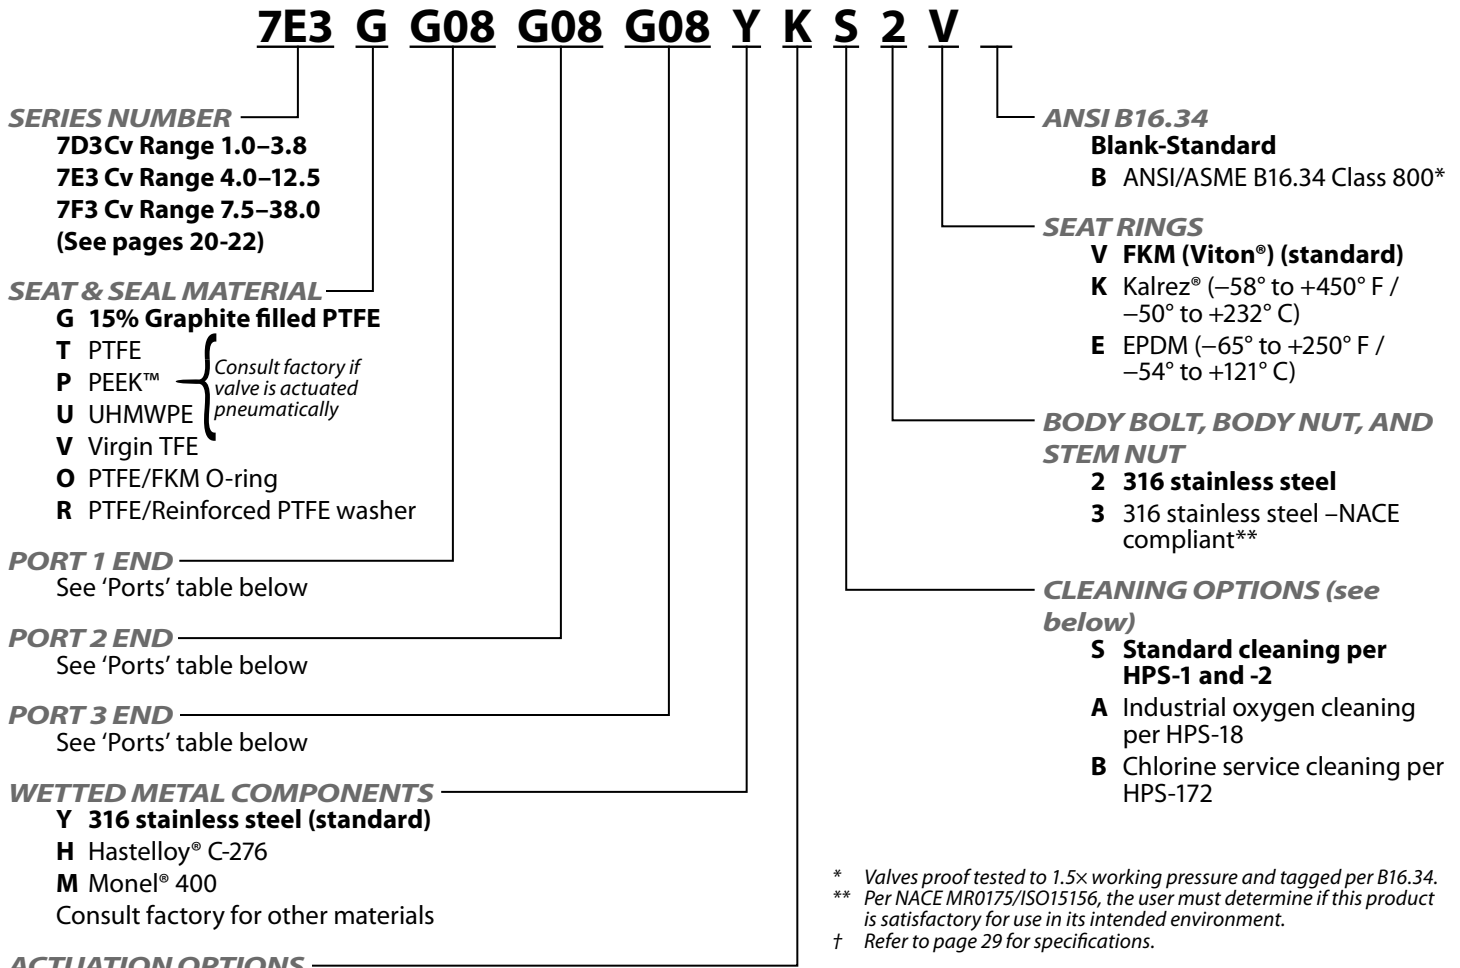 7E3 G G08 G08 G08 Y K S 2 V
SERIES NUMBER
7D3Cv Range 1.0–3.8
7E3 Cv Range 4.0–12.5
7F3 Cv Range 7.5–38.0
(See pages 20-22)
SEAT & SEAL MATERIAL
G 15% Graphite filled PTFE
T PTFE
P PEEK™
U UHMWPE
V Virgin TFE
Consult factory if
valve is actuated
pneumatically
O PTFE/FKM O-ring
R PTFE/Reinforced PTFE washer
PORT 1 END
See ‘Ports’ table below
PORT 2 END
See ‘Ports’ table below
PORT 3 END
See ‘Ports’ table below
WETTED METAL COMPONENTS
Y 316 stainless steel (standard)
H Hastelloy® C-276
M Monel® 400
Consult factory for other materials
ACTUATION OPTIONS
ANSI B16.34
Blank-Standard
B ANSI/ASME B16.34 Class 800*
SEAT RINGS
V FKM (Viton®) (standard)
K Kalrez® (−58° to +450° F /
−50° to +232° C)
E EPDM (−65° to +250° F /
−54° to +121° C)
BODY BOLT, BODY NUT, AND
STEM NUT
2 316 stainless steel
3 316 stainless steel –NACE
compliant**
CLEANING OPTIONS (see
below)
S Standard cleaning per
HPS-1 and -2
A Industrial oxygen cleaning
per HPS-18
B Chlorine service cleaning per
HPS-172
* Valves proof tested to 1.5× working pressure and tagged per B16.34.
** Per NACE MR0175/ISO15156, the user must determine if this product
is satisfactory for use in its intended environment.
† Refer to page 29 for specifications.